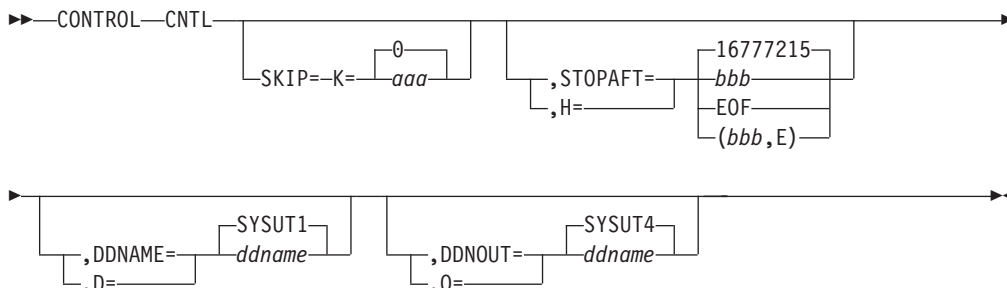 CONTROL CNTL
0
16777215
SKIP= K= aaa
,STOPAFT= bbb
,H= EOF
(bbb,E)
SYSUT1
SYSUT4
,DDNAME= ddname
,DDNOUT= ddname
,D=
,O=